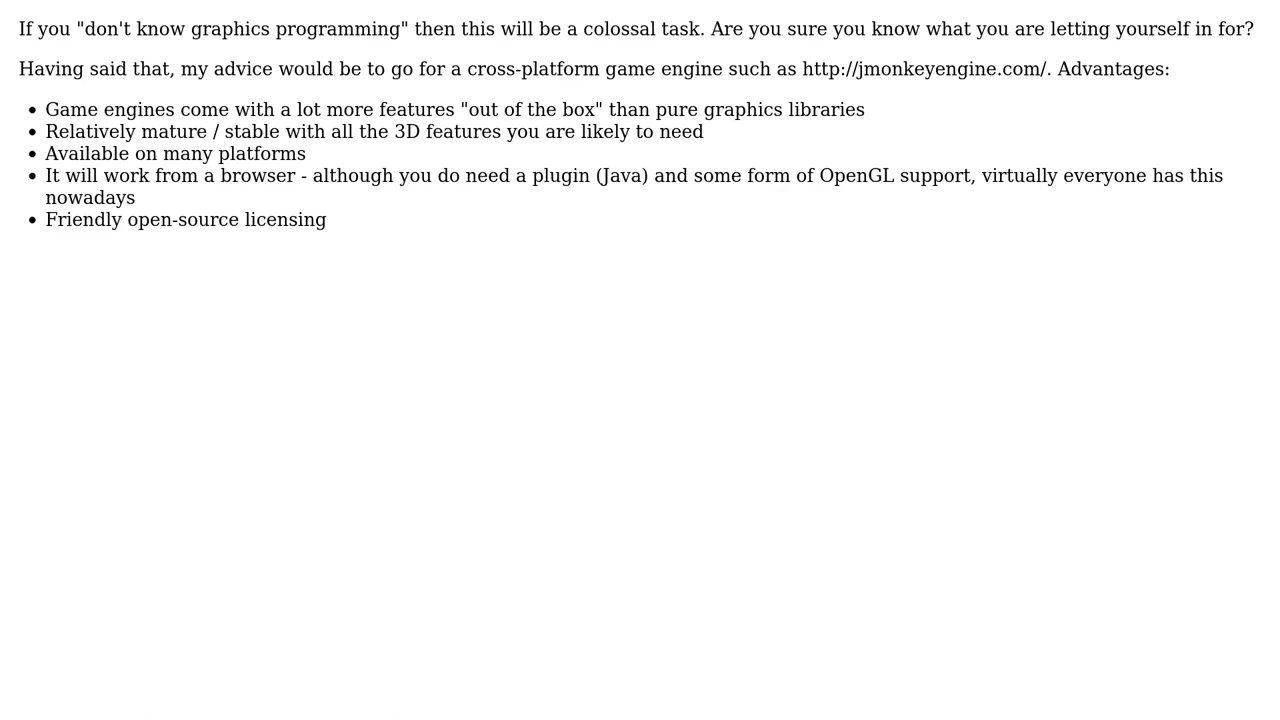 If you "don't know graphics programming" then this will be a colossal task. Are you sure you know what you are letting yourself in for?
Having said that, my advice would be to go for a cross-platform game engine such as http://jmonkeyengine.com/. Advantages:
• Game engines come with a lot more features "out of the box" than pure graphics libraries
• Relatively mature / stable with all the 3D features you are likely to need
• Available on many platforms
• It will work from a browser - although you do need a plugin (Java) and some form of OpenGL support, virtually everyone has this
nowadays
• Friendly open-source licensing